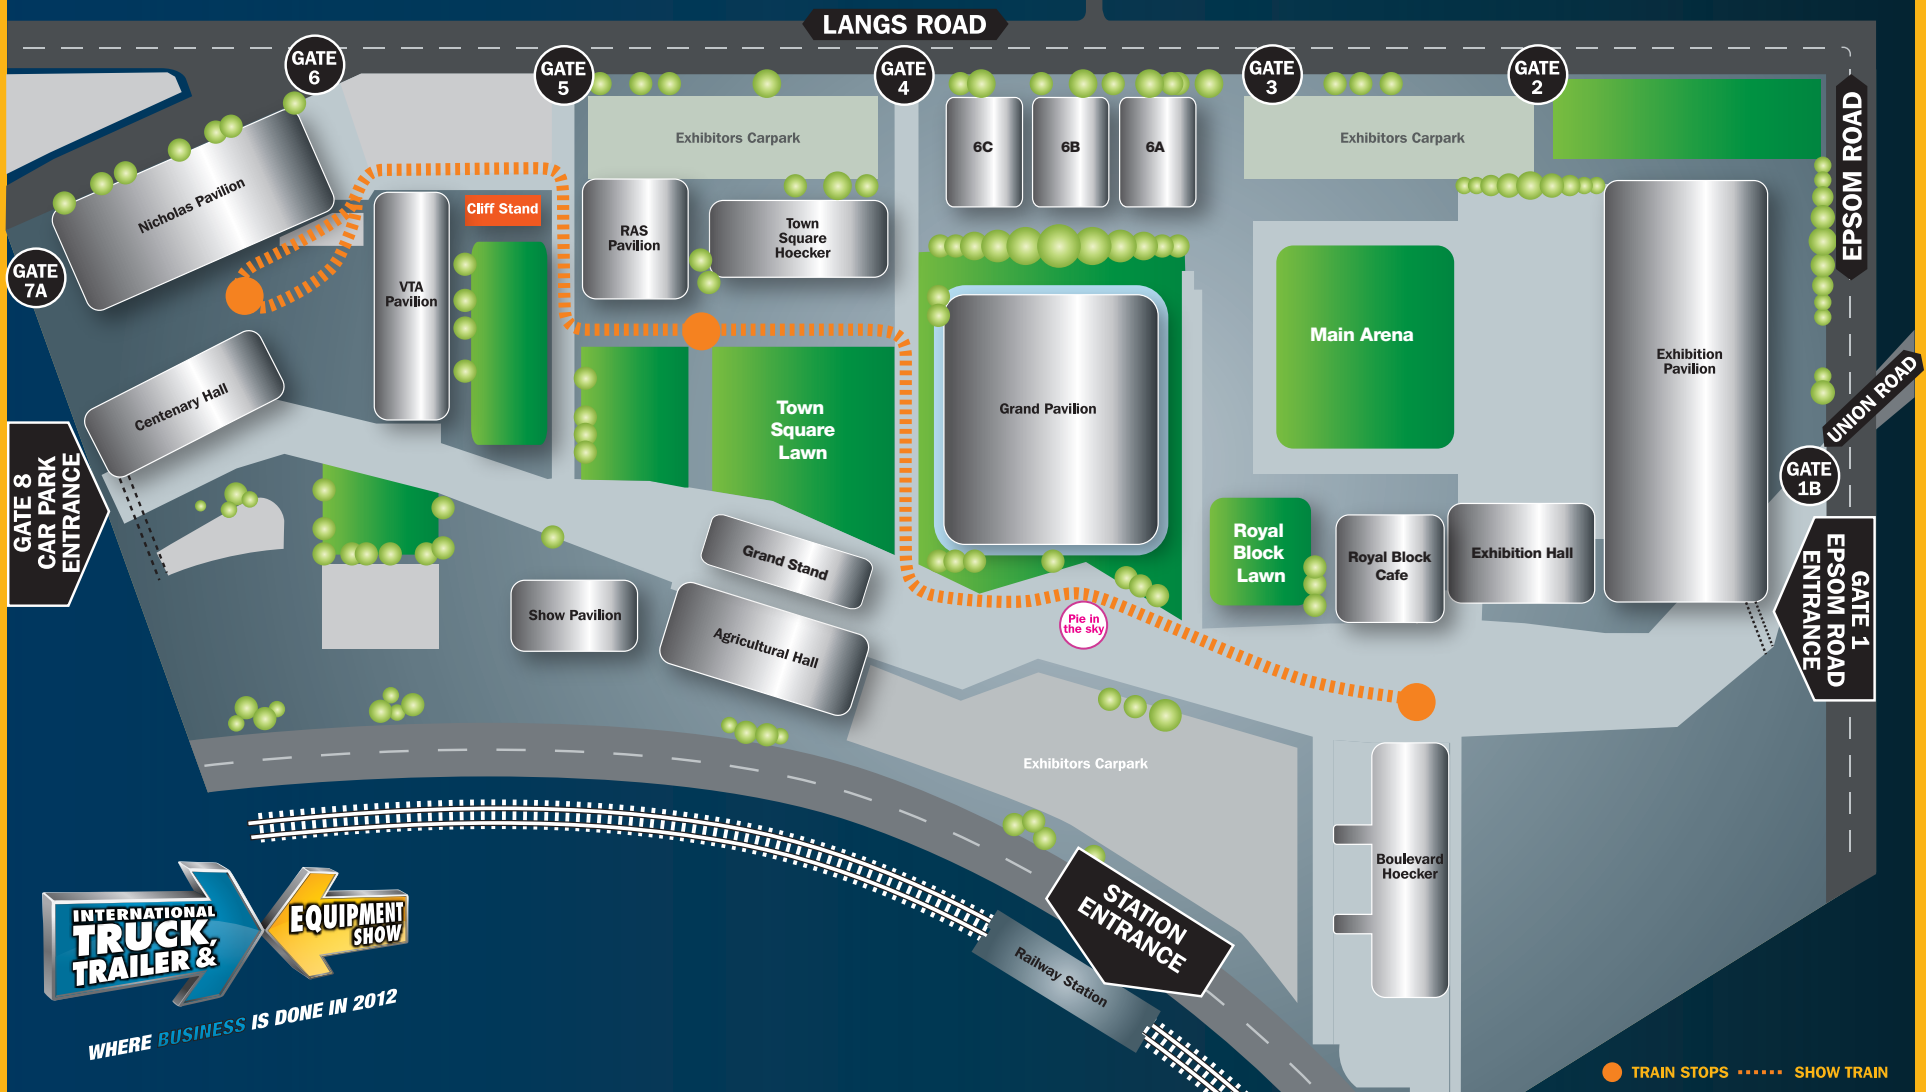 LANGS ROAD
GATE
6
GATE
5
GATE
4
GATE
3
GATE
2
EPSOM ROAD
Exhibitors Carpark
6C
6B
6A
Exhibitors Carpark
Nicholas Pavilion
Cliff Stand
RAS
Pavilion
Town
Square
Hoecker
GATE
7A
VTA
Pavilion
Main Arena
Exhibition
Pavilion
Centenary Hall
Town
Square
Lawn
Grand Pavilion
UNION ROAD
GATE
1B
GATE 8
CAR PARK
ENTRANCE
Grand Stand
Royal
Block
Lawn
Royal Block
Cafe
Exhibition Hall
GATE 1
EPSOM ROAD
ENTRANCE
Show Pavilion
Agricultural Hall
Pie in
the sky
Exhibitors Carpark
Boulevard
Hoecker
STATION
ENTRANCE
Railway Station
INTERNATIONAL
TRUCK,
TRAILER &
EQUIPMENT
SHOW
WHERE BUSINESS IS DONE IN 2012
TRAIN STOPS
SHOW TRAIN